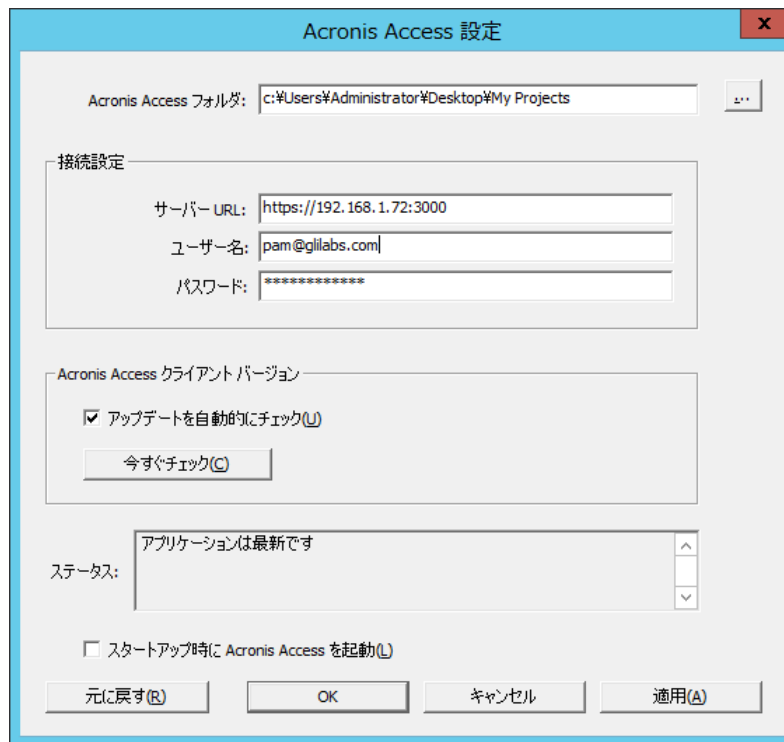 Acronis Access 設定
x
Acronis Access フォルダ: c:¥Users¥Administrator¥Desktop¥My Projects ...
接続設定
サーバー URL: https://192.168.1.72:3000
ユーザー名: pam@glilabs.com
パスワード: ************
Acronis Access クライアント バージョン
アップデートを自動的にチェック(U)
今すぐチェック(C)
ステータス: アプリケーションは最新です
スタートアップ時に Acronis Access を起動(L)
元に戻す(R) OK キャンセル 適用(A)